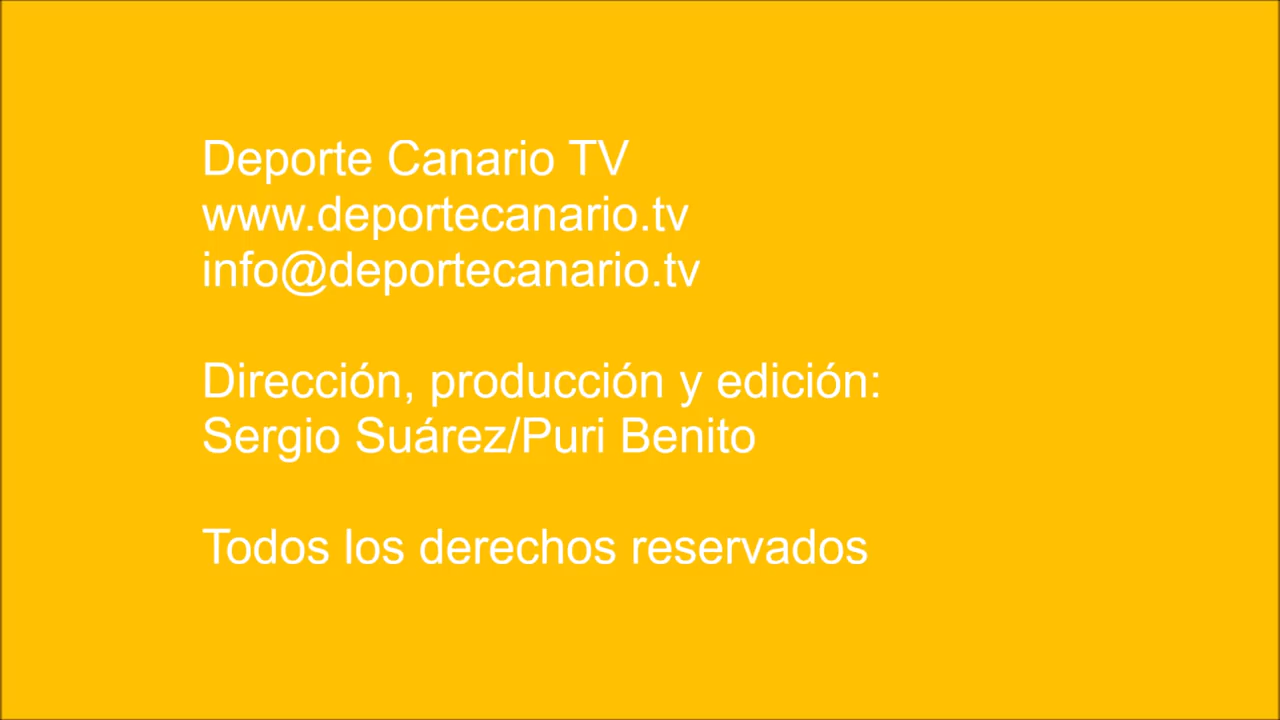 Deporte Canario TV
www.deportecanario.tv
info@deportecanario.tv
Dirección, producción y edición:
Sergio Suárez/Puri Benito
Todos los derechos reservados